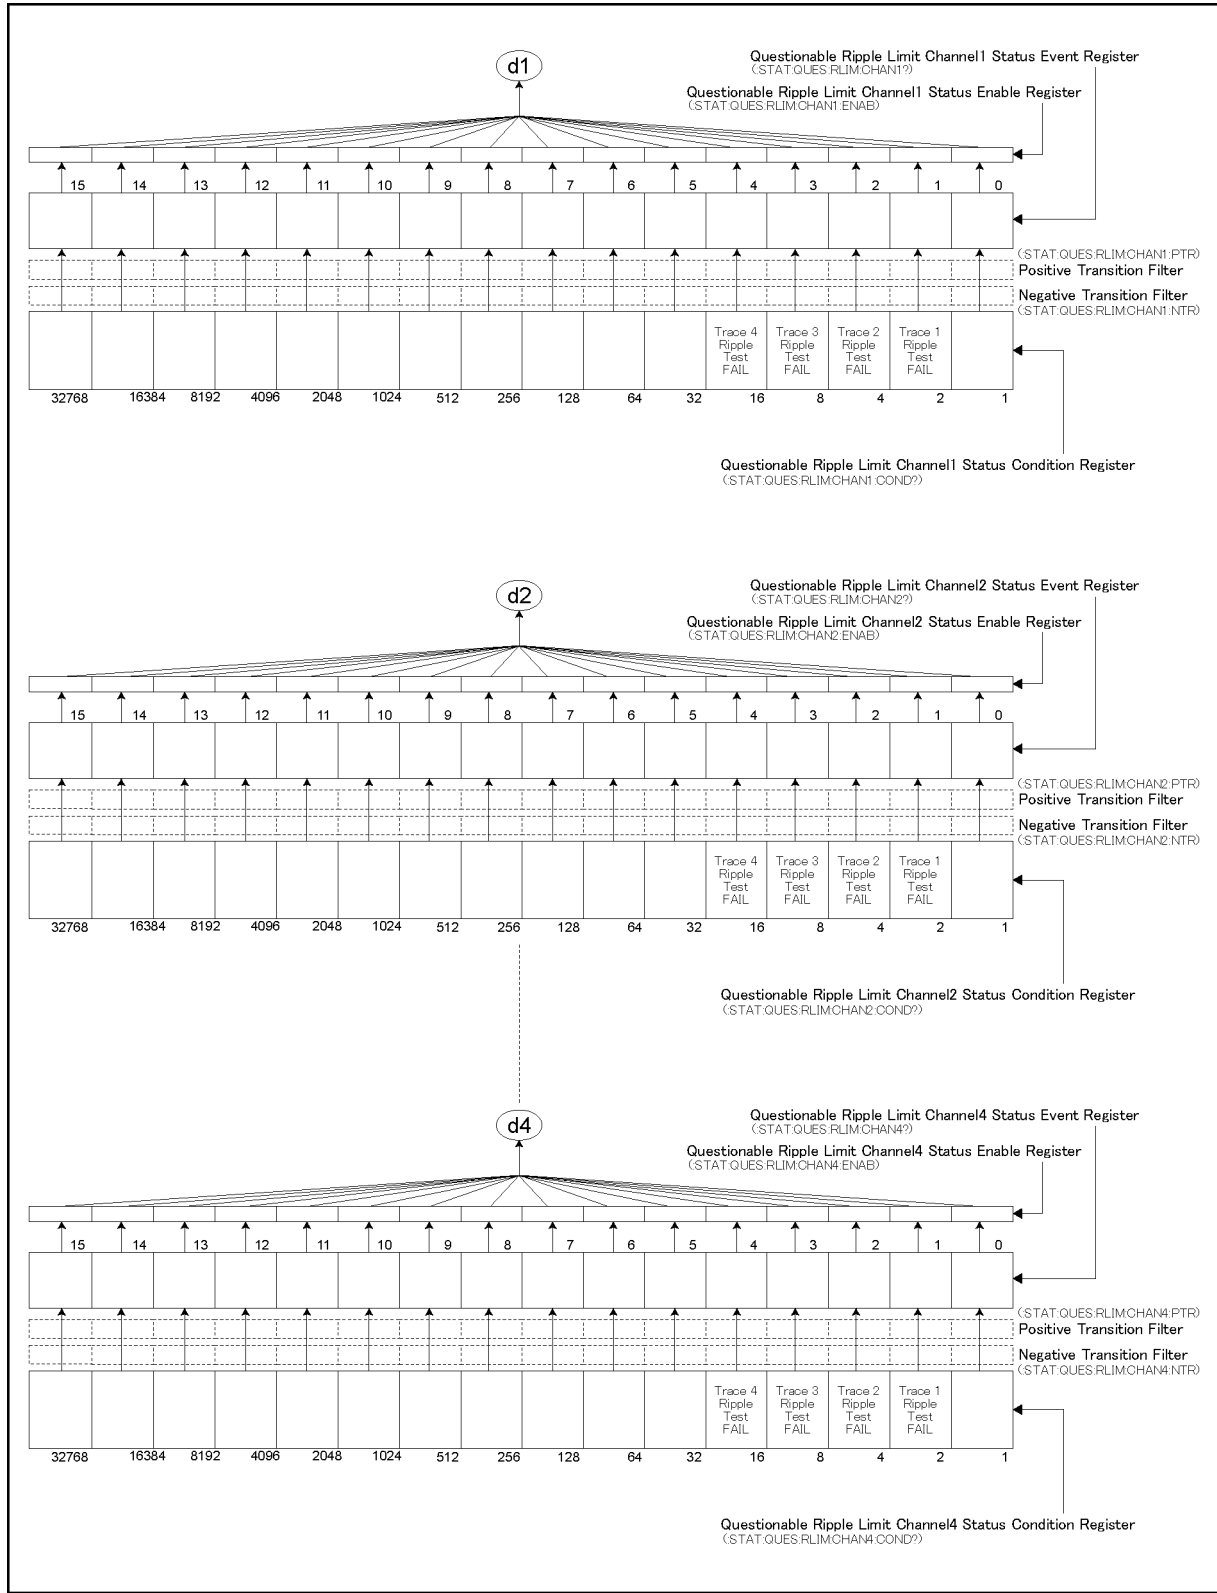 d1
Questionable Ripple Limit Channel1 Status Event Register
(:STAT:QUES:RLIM:CHAN1?)
Questionable Ripple Limit Channel1 Status Enable Register
(:STAT:QUES:RLIM:CHAN1:ENAB)
15 14 13 12 11 10 9 8 7 6 5 4 3 2 1 0
(:STAT:QUES:RLIM:CHAN1:PTR)
Positive Transition Filter
Negative Transition Filter
(:STAT:QUES:RLIM:CHAN1:NTR)
Trace 4 Trace 3 Trace 2 Trace 1
Ripple Ripple Ripple Ripple
Test Test Test Test
FAIL FAIL FAIL FAIL
32768 16384 8192 4096 2048 1024 512 256 128 64 32 16 8 4 2 1
Questionable Ripple Limit Channel1 Status Condition Register
(:STAT:QUES:RLIM:CHAN1:COND?)
d2
Questionable Ripple Limit Channel2 Status Event Register
(:STAT:QUES:RLIM:CHAN2?)
Questionable Ripple Limit Channel2 Status Enable Register
(:STAT:QUES:RLIM:CHAN2:ENAB)
15 14 13 12 11 10 9 8 7 6 5 4 3 2 1 0
(:STAT:QUES:RLIM:CHAN2:PTR)
Positive Transition Filter
Negative Transition Filter
(:STAT:QUES:RLIM:CHAN2:NTR)
Trace 4 Trace 3 Trace 2 Trace 1
Ripple Ripple Ripple Ripple
Test Test Test Test
FAIL FAIL FAIL FAIL
32768 16384 8192 4096 2048 1024 512 256 128 64 32 16 8 4 2 1
Questionable Ripple Limit Channel2 Status Condition Register
(:STAT:QUES:RLIM:CHAN2:COND?)
d4
Questionable Ripple Limit Channel4 Status Event Register
(:STAT:QUES:RLIM:CHAN4?)
Questionable Ripple Limit Channel4 Status Enable Register
(:STAT:QUES:RLIM:CHAN4:ENAB)
15 14 13 12 11 10 9 8 7 6 5 4 3 2 1 0
(:STAT:QUES:RLIM:CHAN4:PTR)
Positive Transition Filter
Negative Transition Filter
(:STAT:QUES:RLIM:CHAN4:NTR)
Trace 4 Trace 3 Trace 2 Trace 1
Ripple Ripple Ripple Ripple
Test Test Test Test
FAIL FAIL FAIL FAIL
32768 16384 8192 4096 2048 1024 512 256 128 64 32 16 8 4 2 1
Questionable Ripple Limit Channel4 Status Condition Register
(:STAT:QUES:RLIM:CHAN4:COND?)